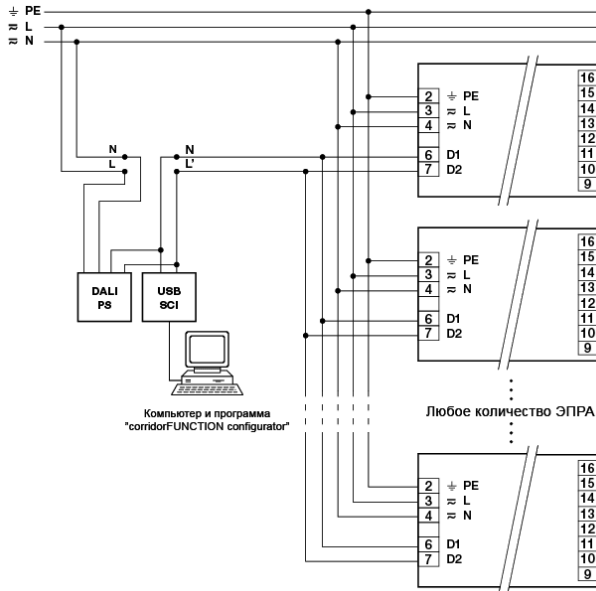 ⏚ PE
≂ L
≂ N
2 ⏚ PE
3 ≂ L
4 ≂ N
6 D1
7 D2
16
15
14
13
12
11
10
9
N
L
N
L'
DALI
PS
USB
SCI
2 ⏚ PE
3 ≂ L
4 ≂ N
6 D1
7 D2
16
15
14
13
12
11
10
9
Компьютер и программа
"corridorFUNCTION configurator"
Любое количество ЭПРА
2 ⏚ PE
3 ≂ L
4 ≂ N
6 D1
7 D2
16
15
14
13
12
11
10
9